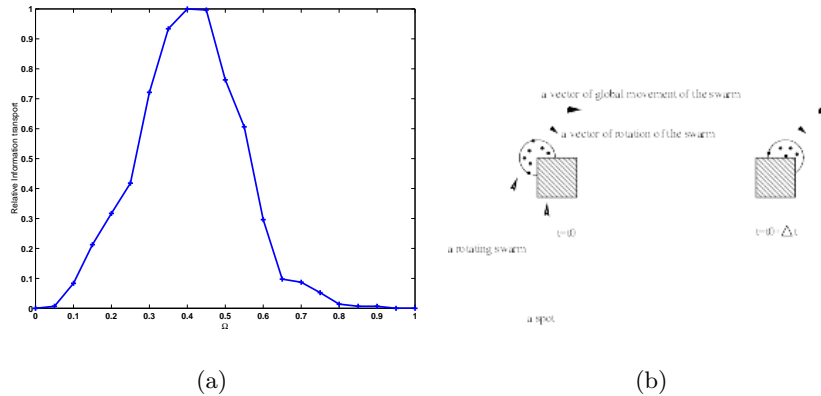 1
0.9
0.8
0.7
0.6
0.5
0.4
0.3
0.2
0.1
0
Relative Information transport
0 0.1 0.2 0.3 0.4 0.5 0.6 0.7 0.8 0.9 1
Ω
(a)
a vector of global movement of the swarm
a vector of rotation of the swarm
t=t0
t=t0+△t
a rotating swarm
a spot
(b)